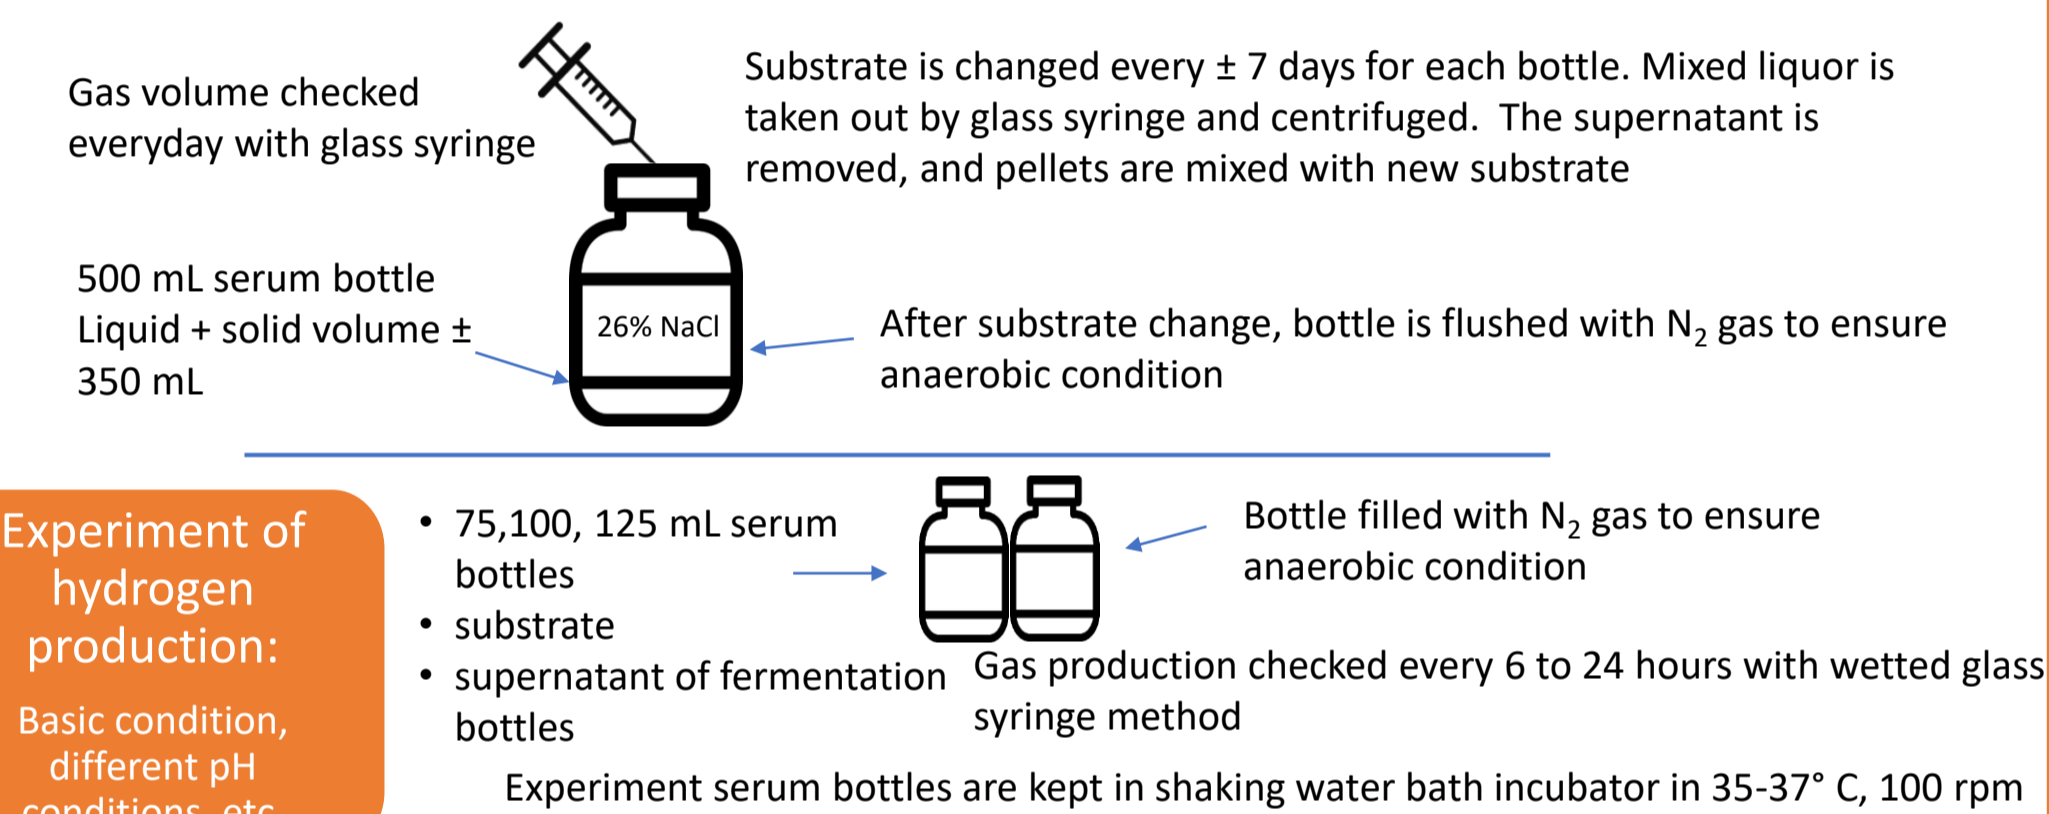 Gas volume checked
everyday with glass syringe
Substrate is changed every ± 7 days for each bottle. Mixed liquor is
taken out by glass syringe and centrifuged.  The supernatant is
removed, and pellets are mixed with new substrate
500 mL serum bottle
Liquid + solid volume ±
350 mL
26% NaCl
After substrate change, bottle is flushed with N₂ gas to ensure
anaerobic condition
Experiment of
hydrogen
production:
Basic condition,
different pH
conditions, etc
• 75,100, 125 mL serum
bottles
• substrate
• supernatant of fermentation
bottles
Bottle filled with N₂ gas to ensure
anaerobic condition
Gas production checked every 6 to 24 hours with wetted glass
syringe method
Experiment serum bottles are kept in shaking water bath incubator in 35-37° C, 100 rpm